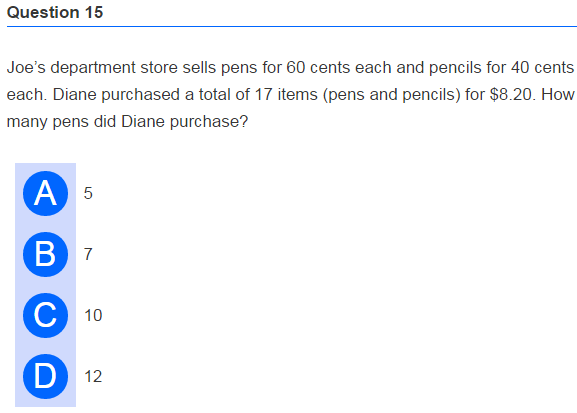 Question 15
Joe’s department store sells pens for 60 cents each and pencils for 40 cents
each. Diane purchased a total of 17 items (pens and pencils) for $8.20. How
many pens did Diane purchase?
A 5
B 7
C 10
D 12